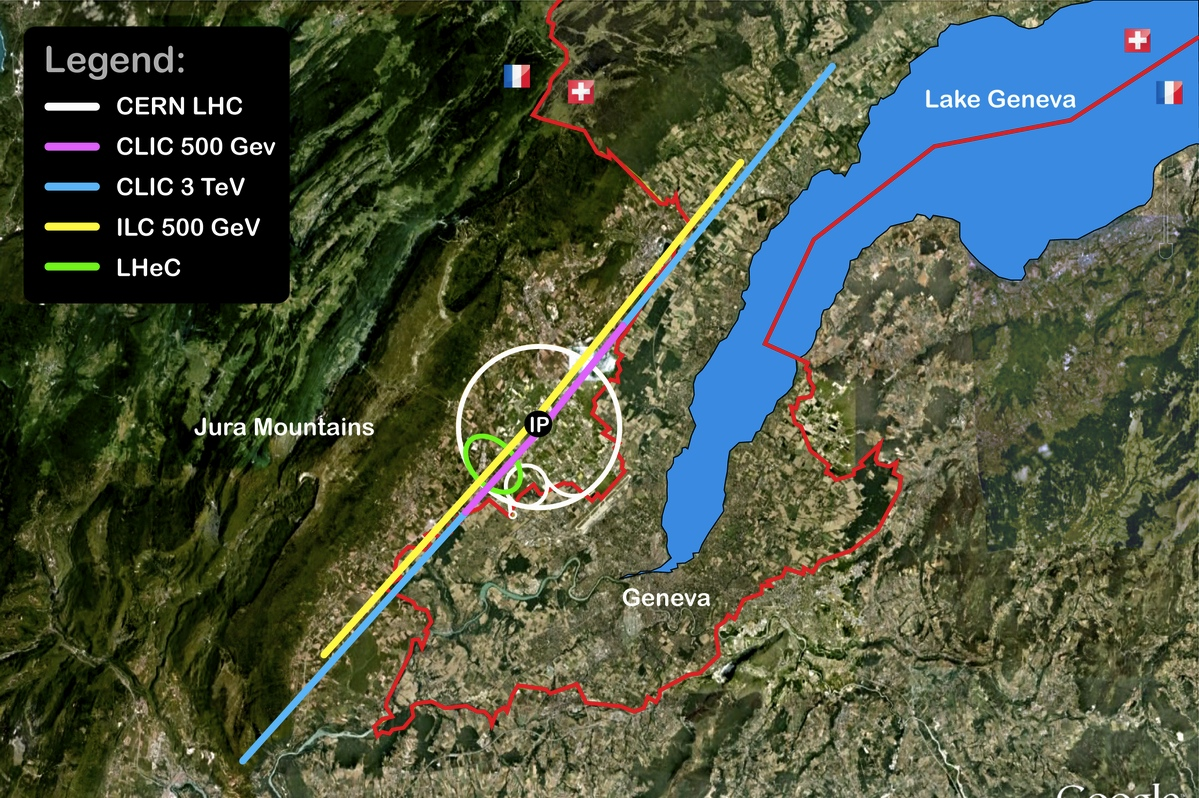 Legend:
CERN LHC
CLIC 500 Gev
CLIC 3 TeV
ILC 500 GeV
LHeC
Lake Geneva
Jura Mountains
IP
Geneva
Google